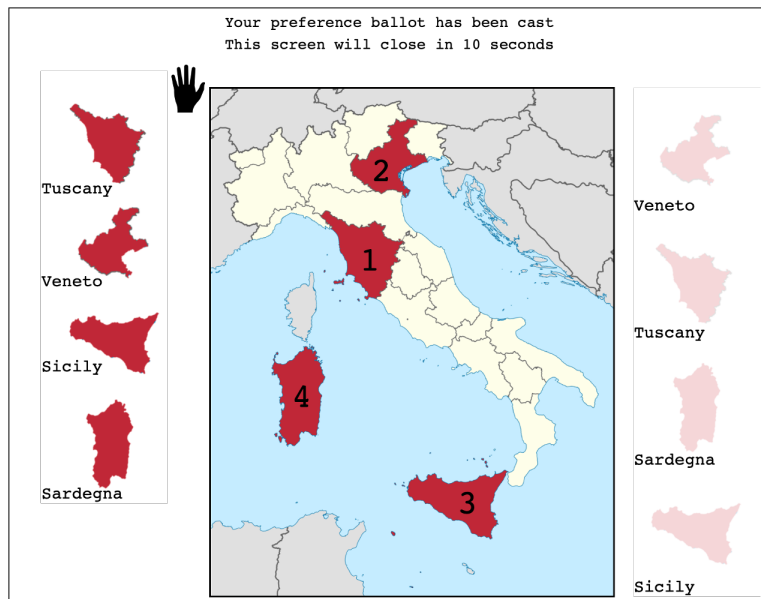 Your preference ballot has been cast
This screen will close in 10 seconds
Tuscany
Veneto
Sicily
Sardegna
2
1
4
3
Veneto
Tuscany
Sardegna
Sicily